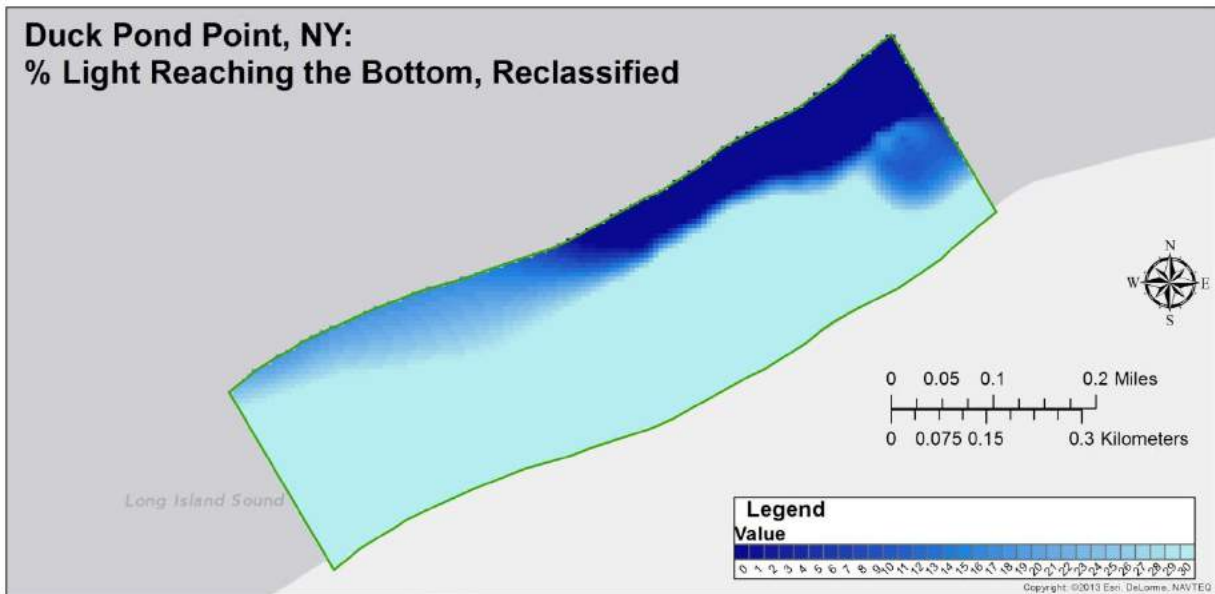 Duck Pond Point, NY:
% Light Reaching the Bottom, Reclassified
N
W E
S
0 0.05 0.1 0.2 Miles
0 0.075 0.15 0.3 Kilometers
Long Island Sound
Legend
Value
0 1 2 3 4 5 6 7 8 9 10 11 12 13 14 15 17 18 19 20 21 22 23 24 25 26 27 28 29 30
Copyright: ©2013 Esri, DeLorme, NAVTEQ